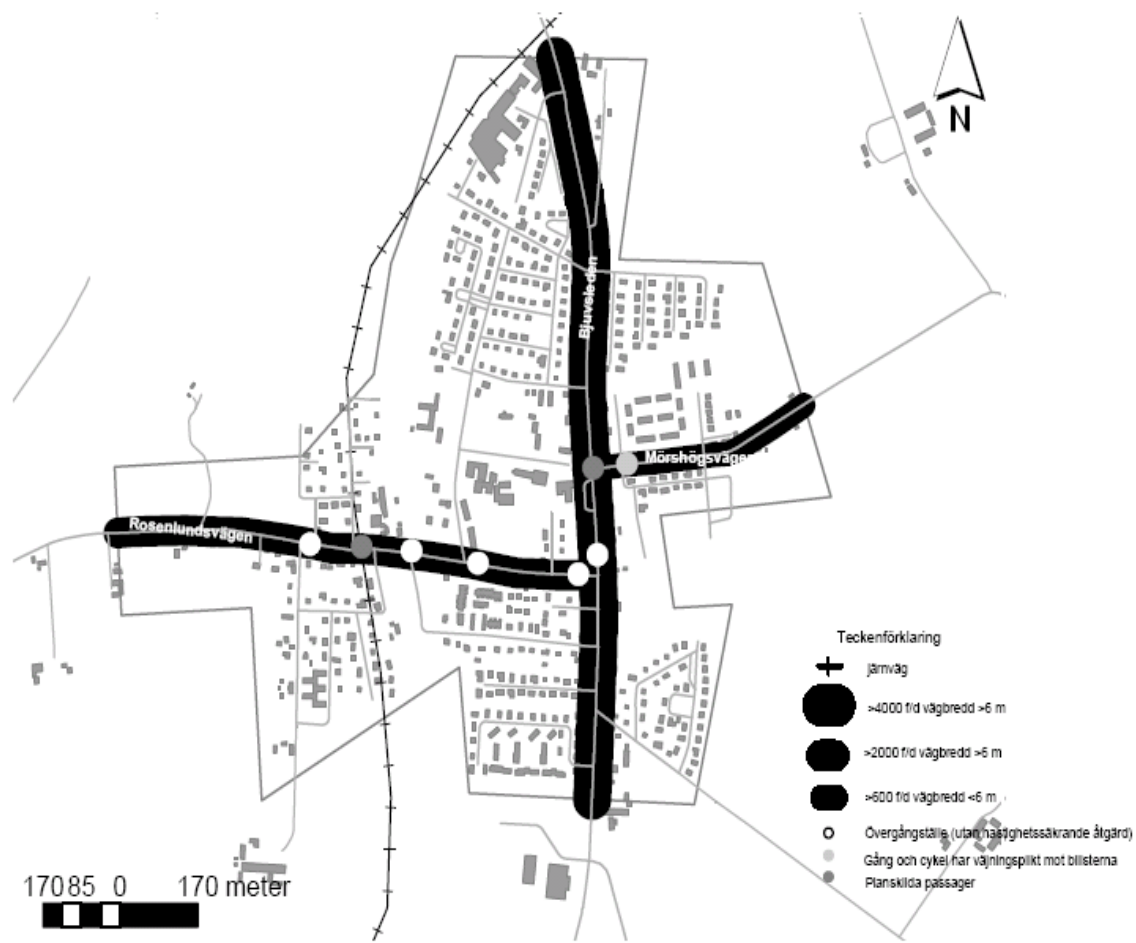 N
Bjuvsleden
Mörshögsvägen
Rosenlundsvägen
Teckenförklaring
järnväg
>4000 f/d vägbredd >6 m
>2000 f/d vägbredd >6 m
>600 f/d vägbredd <6 m
Övergångställe (utan hastighetssäkrande åtgärd)
Gång och cykel har väjningsplikt mot bilisterna
Planskilda passager
170 85 0 170 meter